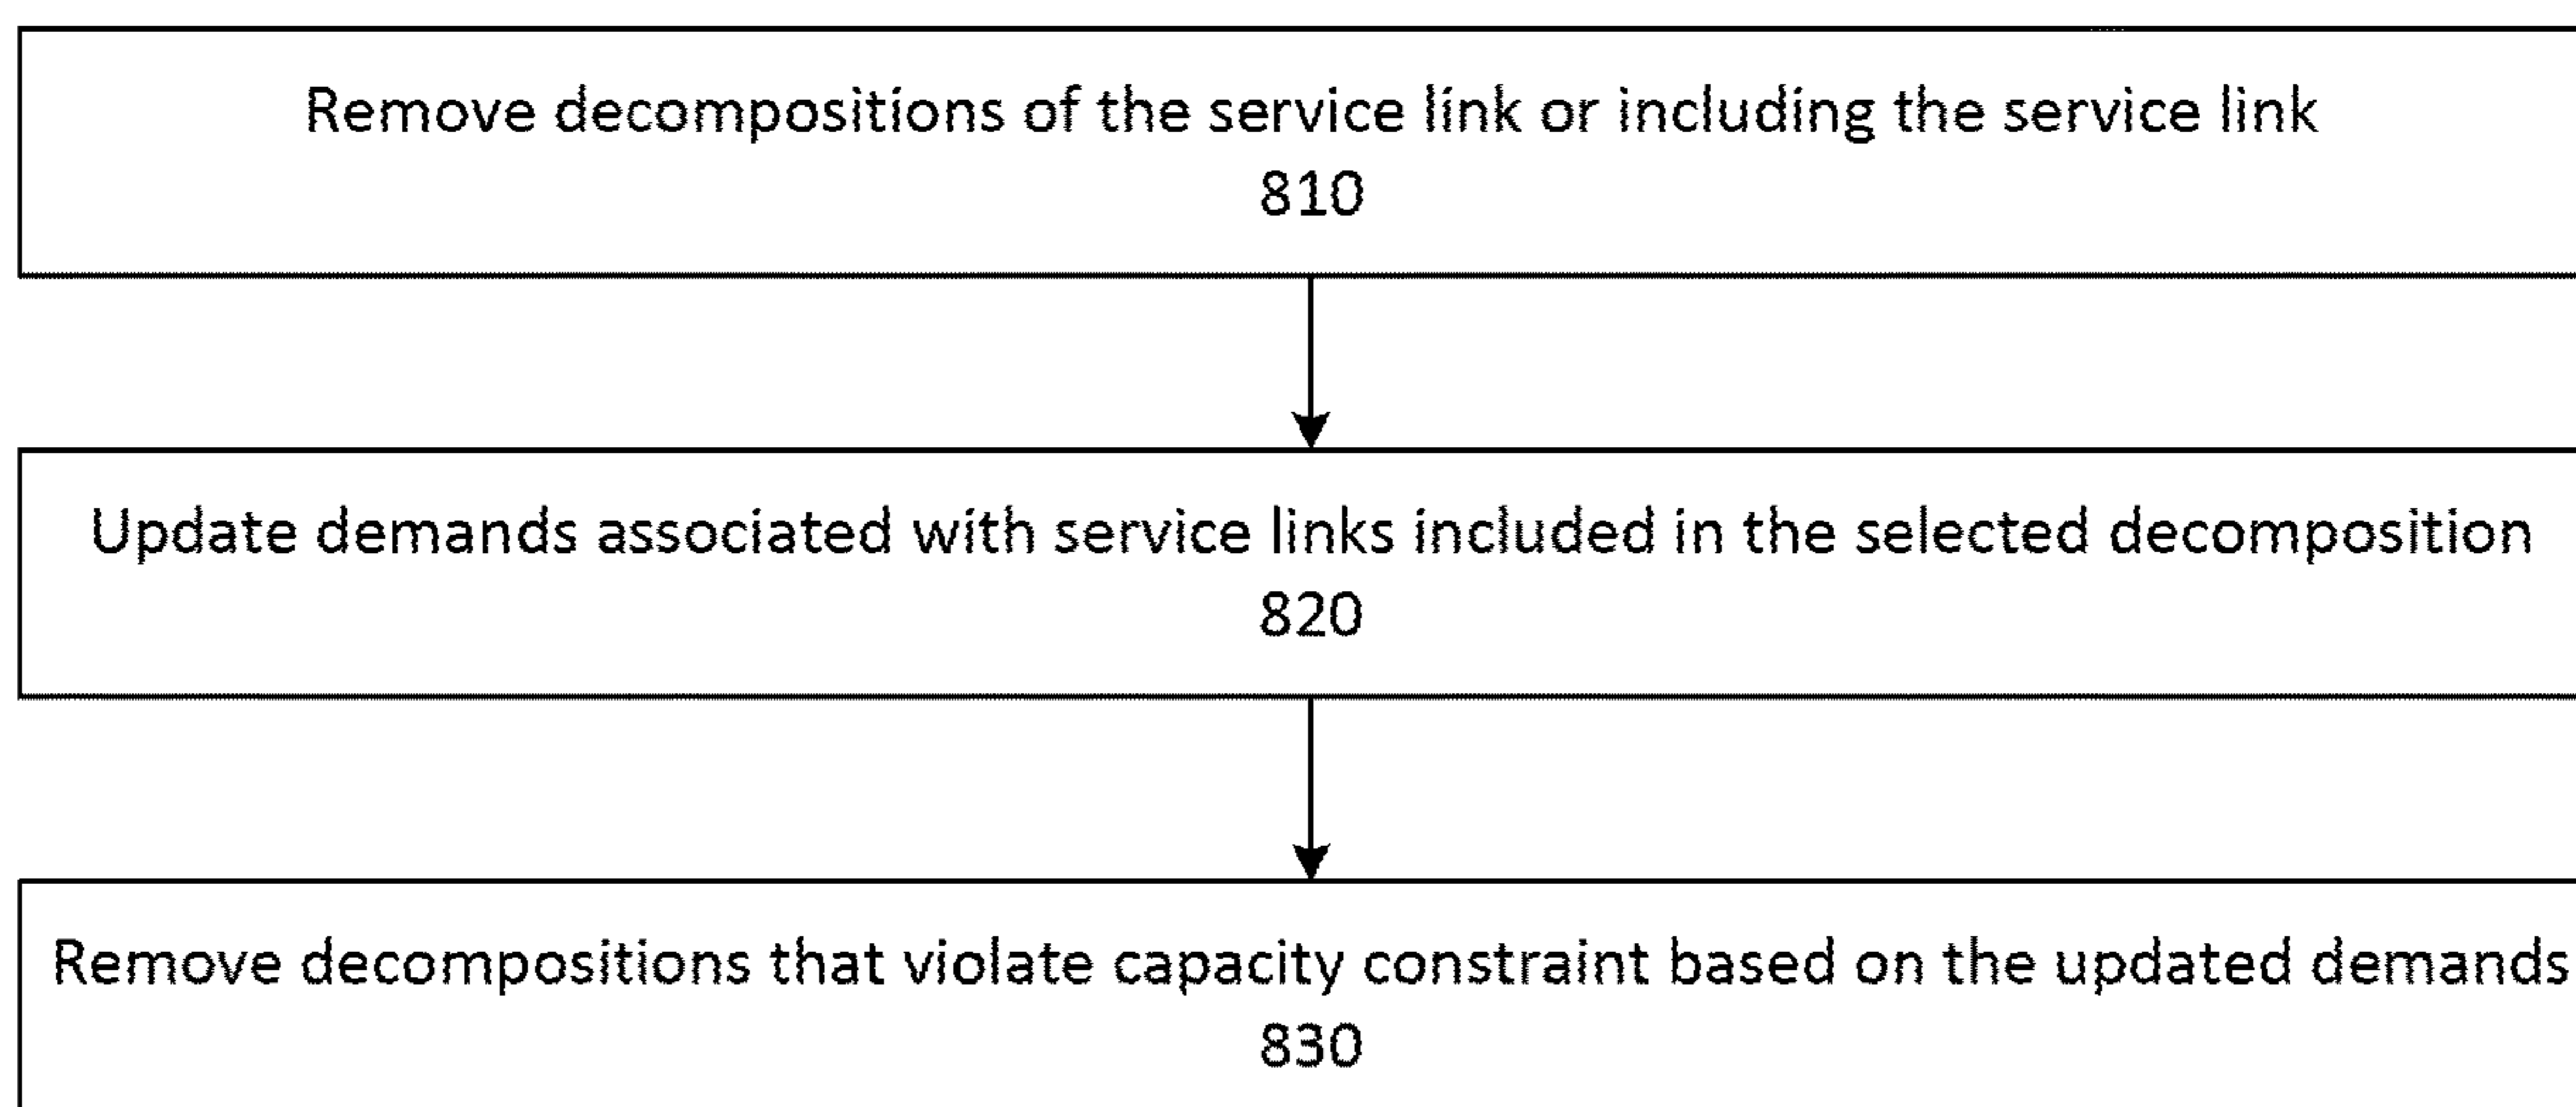 Remove decompositions of the service link or including the service link
810
Update demands associated with service links included in the selected decomposition
820
Remove decompositions that violate capacity constraint based on the updated demands
830